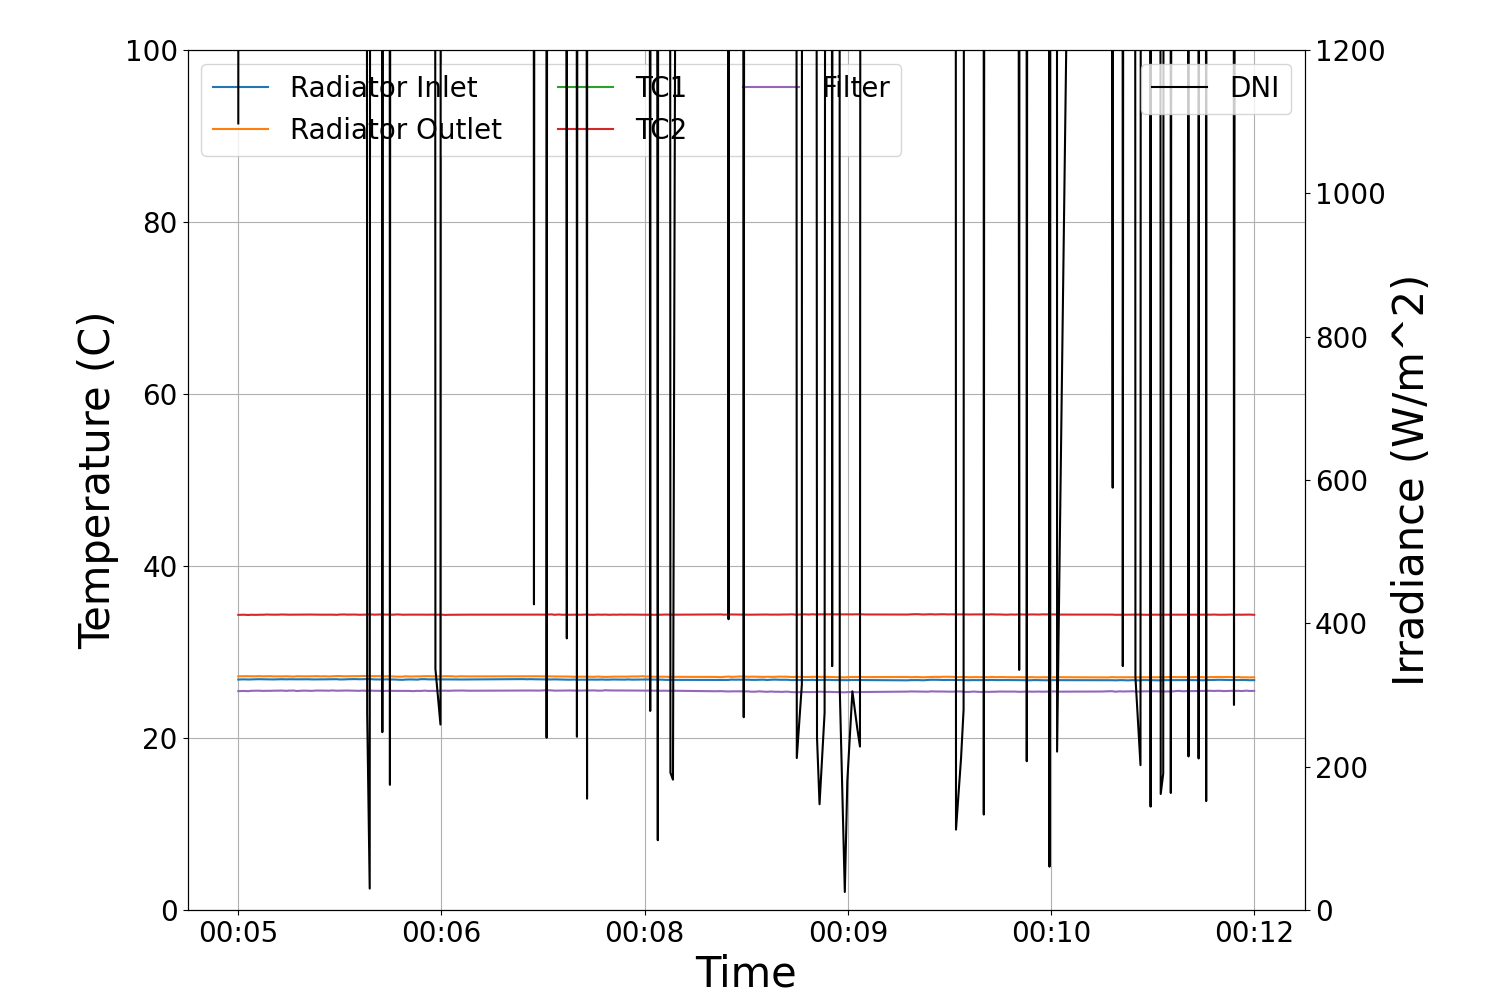 100
80
60
40
20
0
Temperature (C)
Radiator Inlet
Radiator Outlet
TC1
TC2
Filter
DNI
1200
1000
800
600
400
200
0
Irradiance (W/m^2)
00:05 00:06 00:08 00:09 00:10 00:12
Time